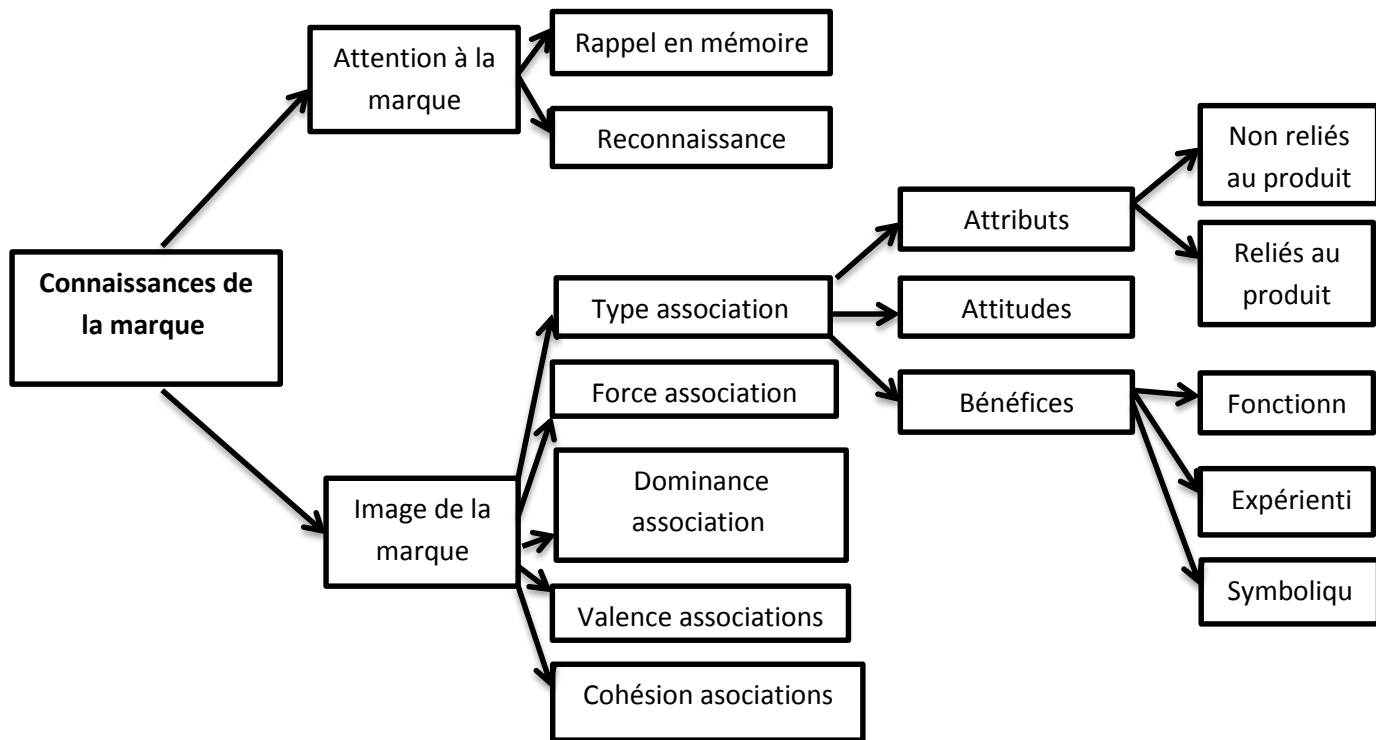 Attention à la
marque
Rappel en mémoire
Reconnaissance
Connaissances de
la marque
Image de la
marque
Type association
Force association
Dominance
association
Valence associations
Cohésion asociations
Attributs
Attitudes
Bénéfices
Non reliés
au produit
Reliés au
produit
Fonctionn
Expérienti
Symboliqu